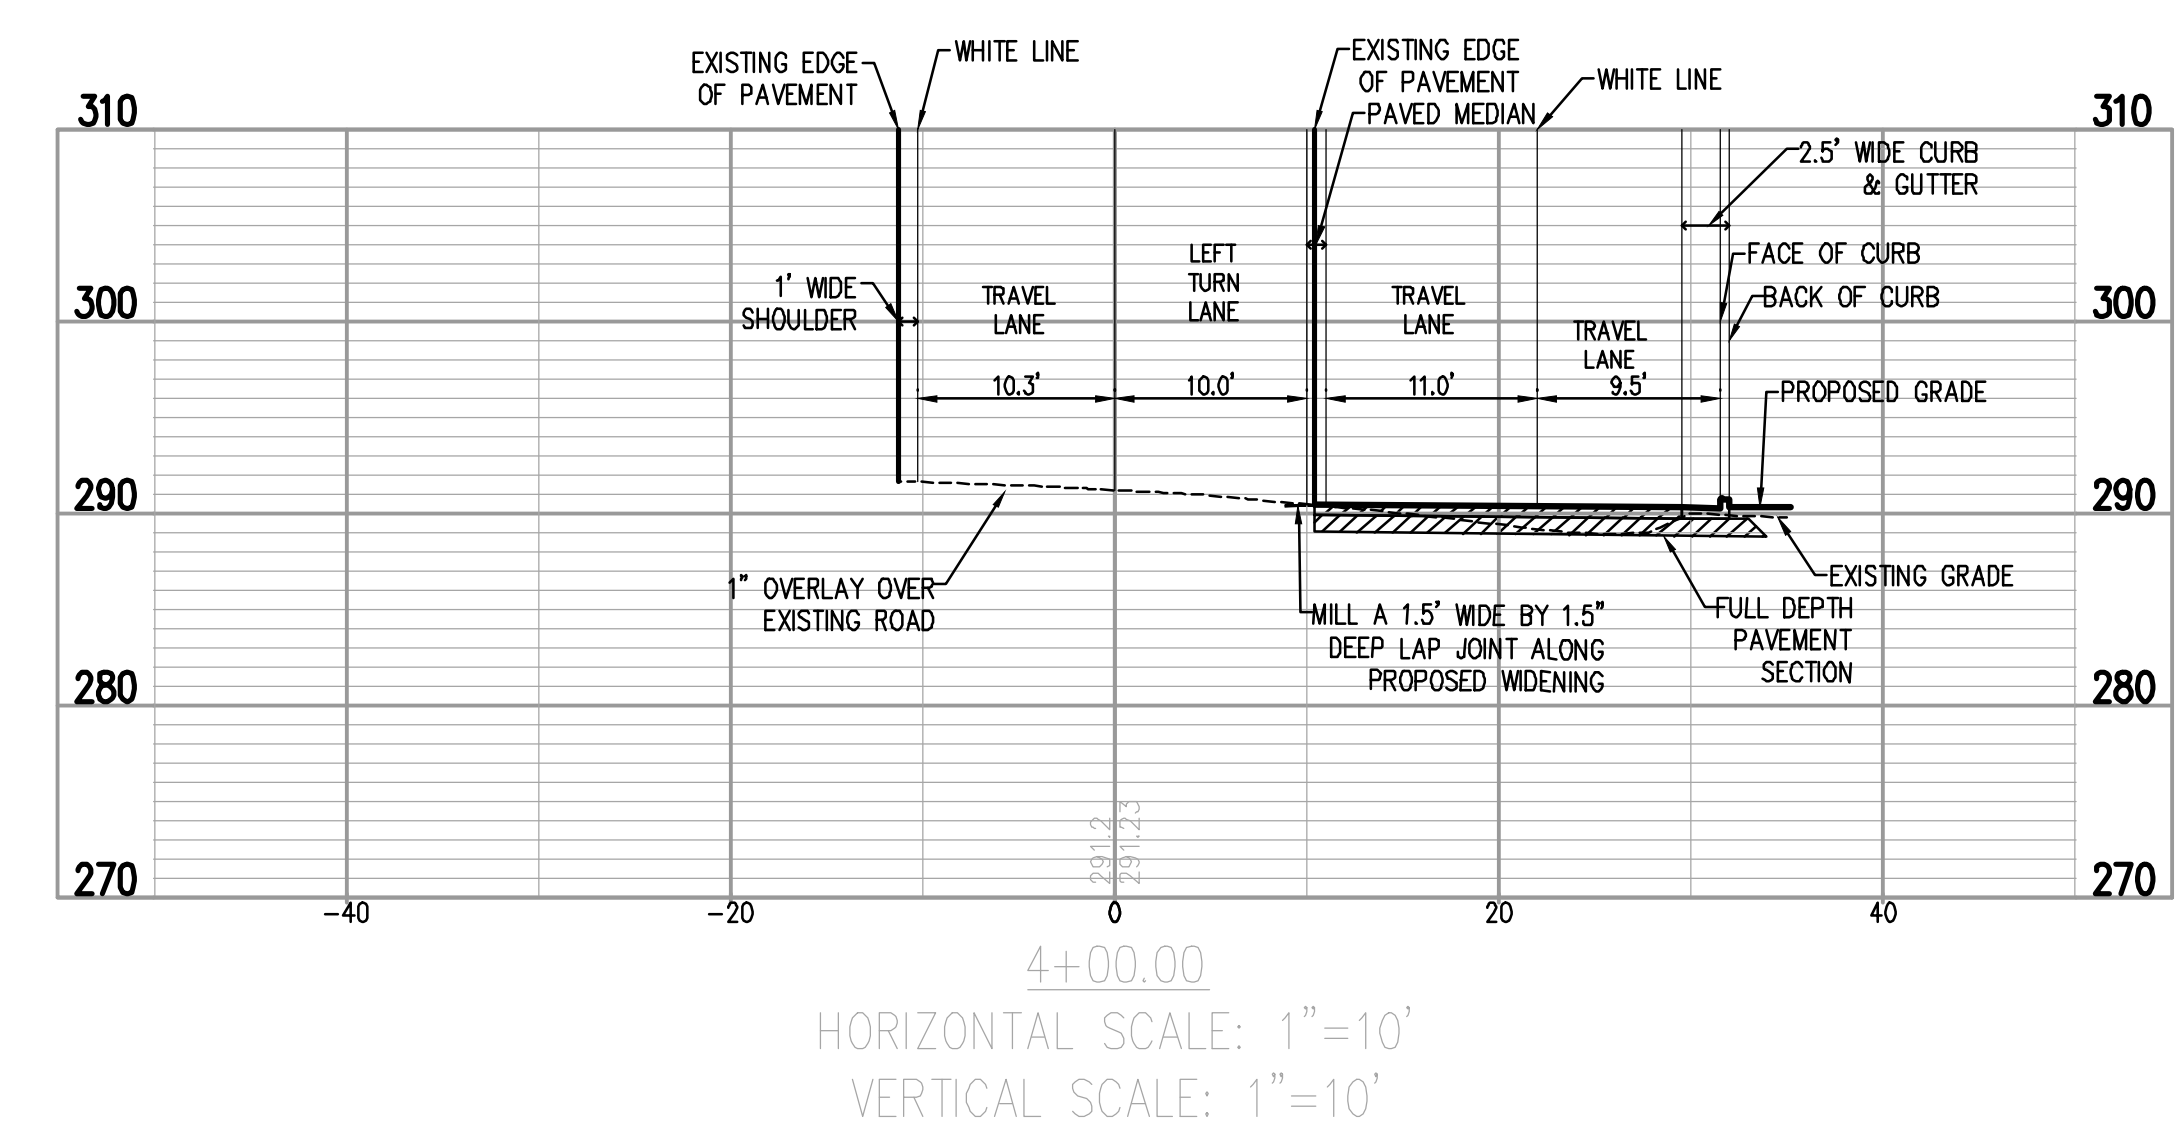 EXISTING EDGE
OF PAVEMENT
WHITE LINE
EXISTING EDGE
OF PAVEMENT
PAVED MEDIAN
WHITE LINE
310
310
2.5' WIDE CURB
& GUTTER
FACE OF CURB
BACK OF CURB
1' WIDE
SHOULDER
TRAVEL
LANE
LEFT
TURN
LANE
TRAVEL
LANE
TRAVEL
LANE
300
300
10.3'
10.0'
11.0'
9.5'
PROPOSED GRADE
290
290
1" OVERLAY OVER
EXISTING ROAD
MILL A 1.5' WIDE BY 1.5"
DEEP LAP JOINT ALONG
PROPOSED WIDENING
EXISTING GRADE
FULL DEPTH
PAVEMENT
SECTION
280
280
291.2
291.23
270
270
-40
-20
0
20
40
4+00.00
HORIZONTAL SCALE: 1"=10'
VERTICAL SCALE: 1"=10'